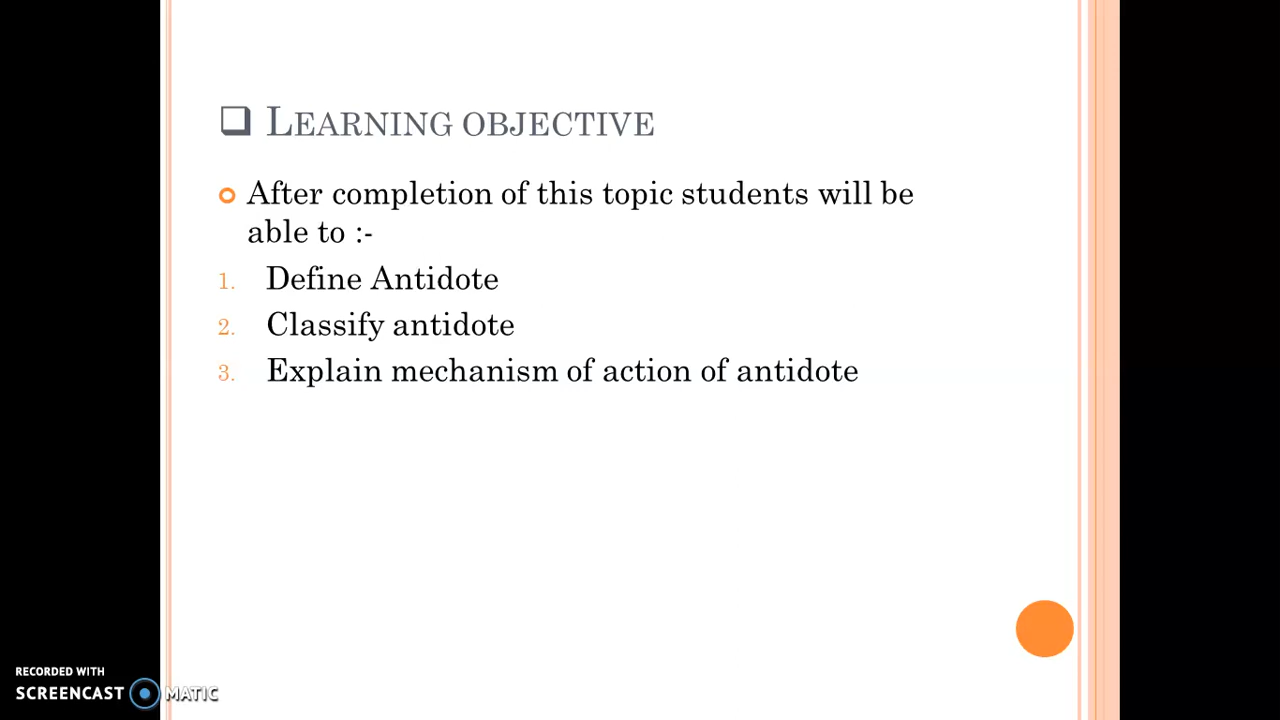 LEARNING OBJECTIVE
After completion of this topic students will be
able to :-
1. Define Antidote
2. Classify antidote
3. Explain mechanism of action of antidote
RECORDED WITH
SCREENCAST MATIC